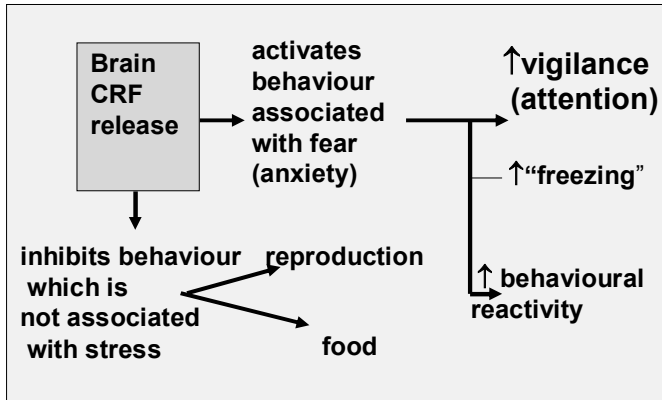 Brain
CRF
release
activates
behaviour
associated
with fear
(anxiety)
↑vigilance
(attention)
↑“freezing”
↑ behavioural
reactivity
inhibits behaviour
which is
not associated
with stress
reproduction
food